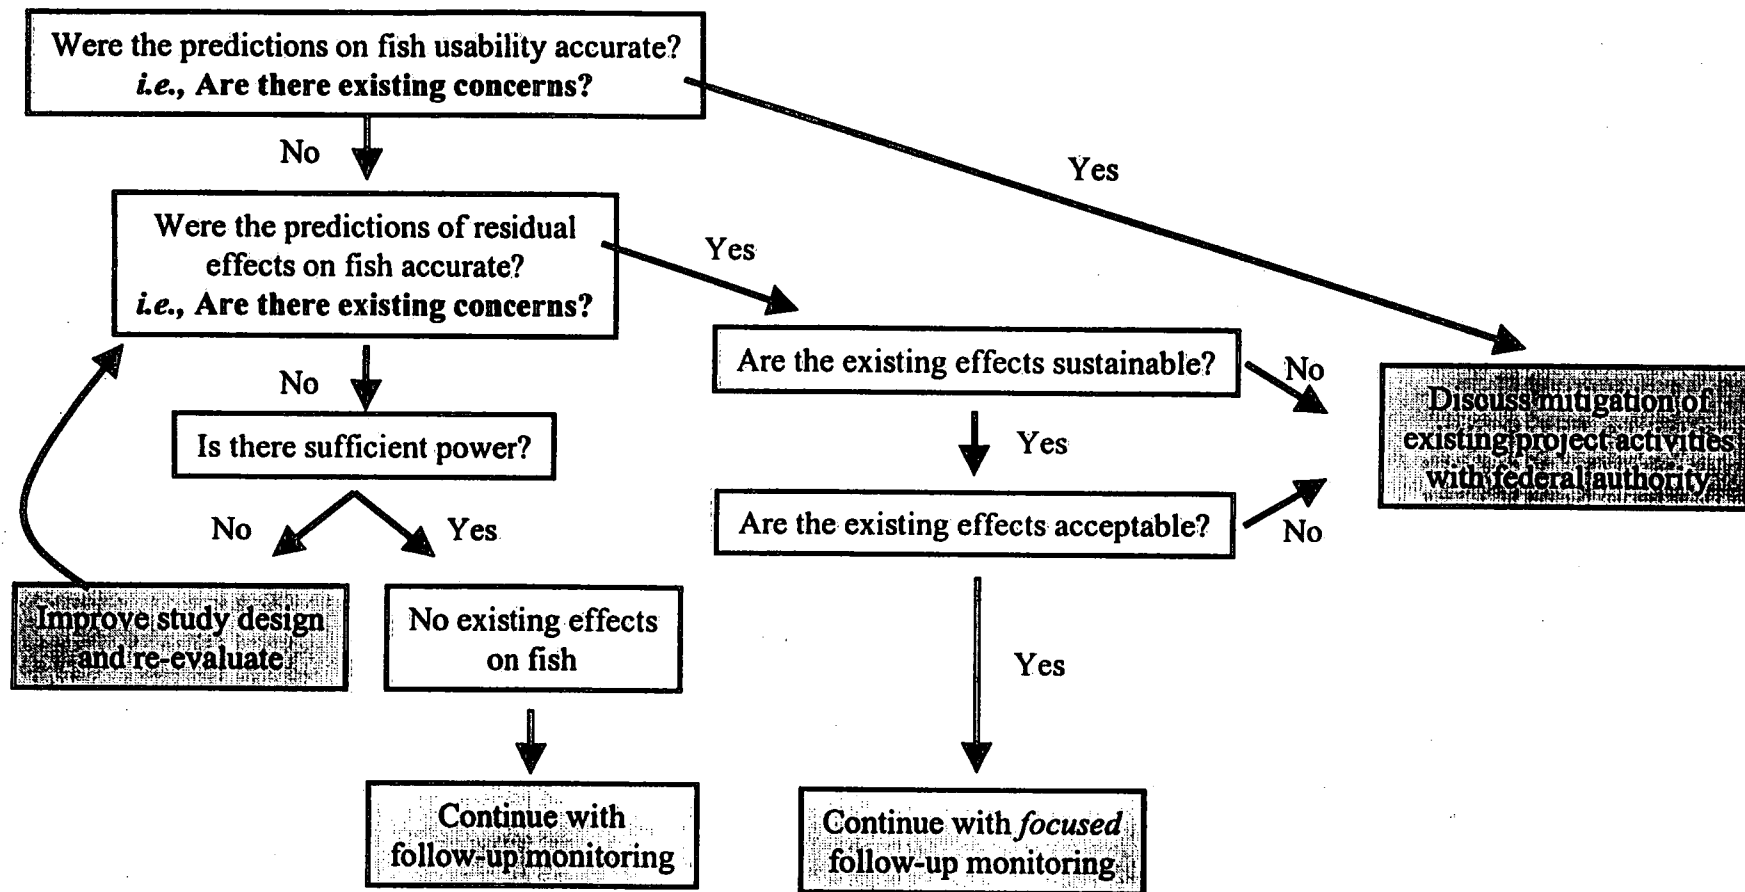 Were the predictions on fish usability accurate?
i.e., Are there existing concerns?
No
Yes
Were the predictions of residual
effects on fish accurate?
i.e., Are there existing concerns?
Yes
No
Are the existing effects sustainable?
No
Discuss mitigation of
existing project activities
with federal authority
Is there sufficient power?
Yes
Are the existing effects acceptable?
No
No
Yes
Improve study design
and re-evaluate
No existing effects
on fish
Yes
Continue with
follow-up monitoring
Continue with focused
follow-up monitoring